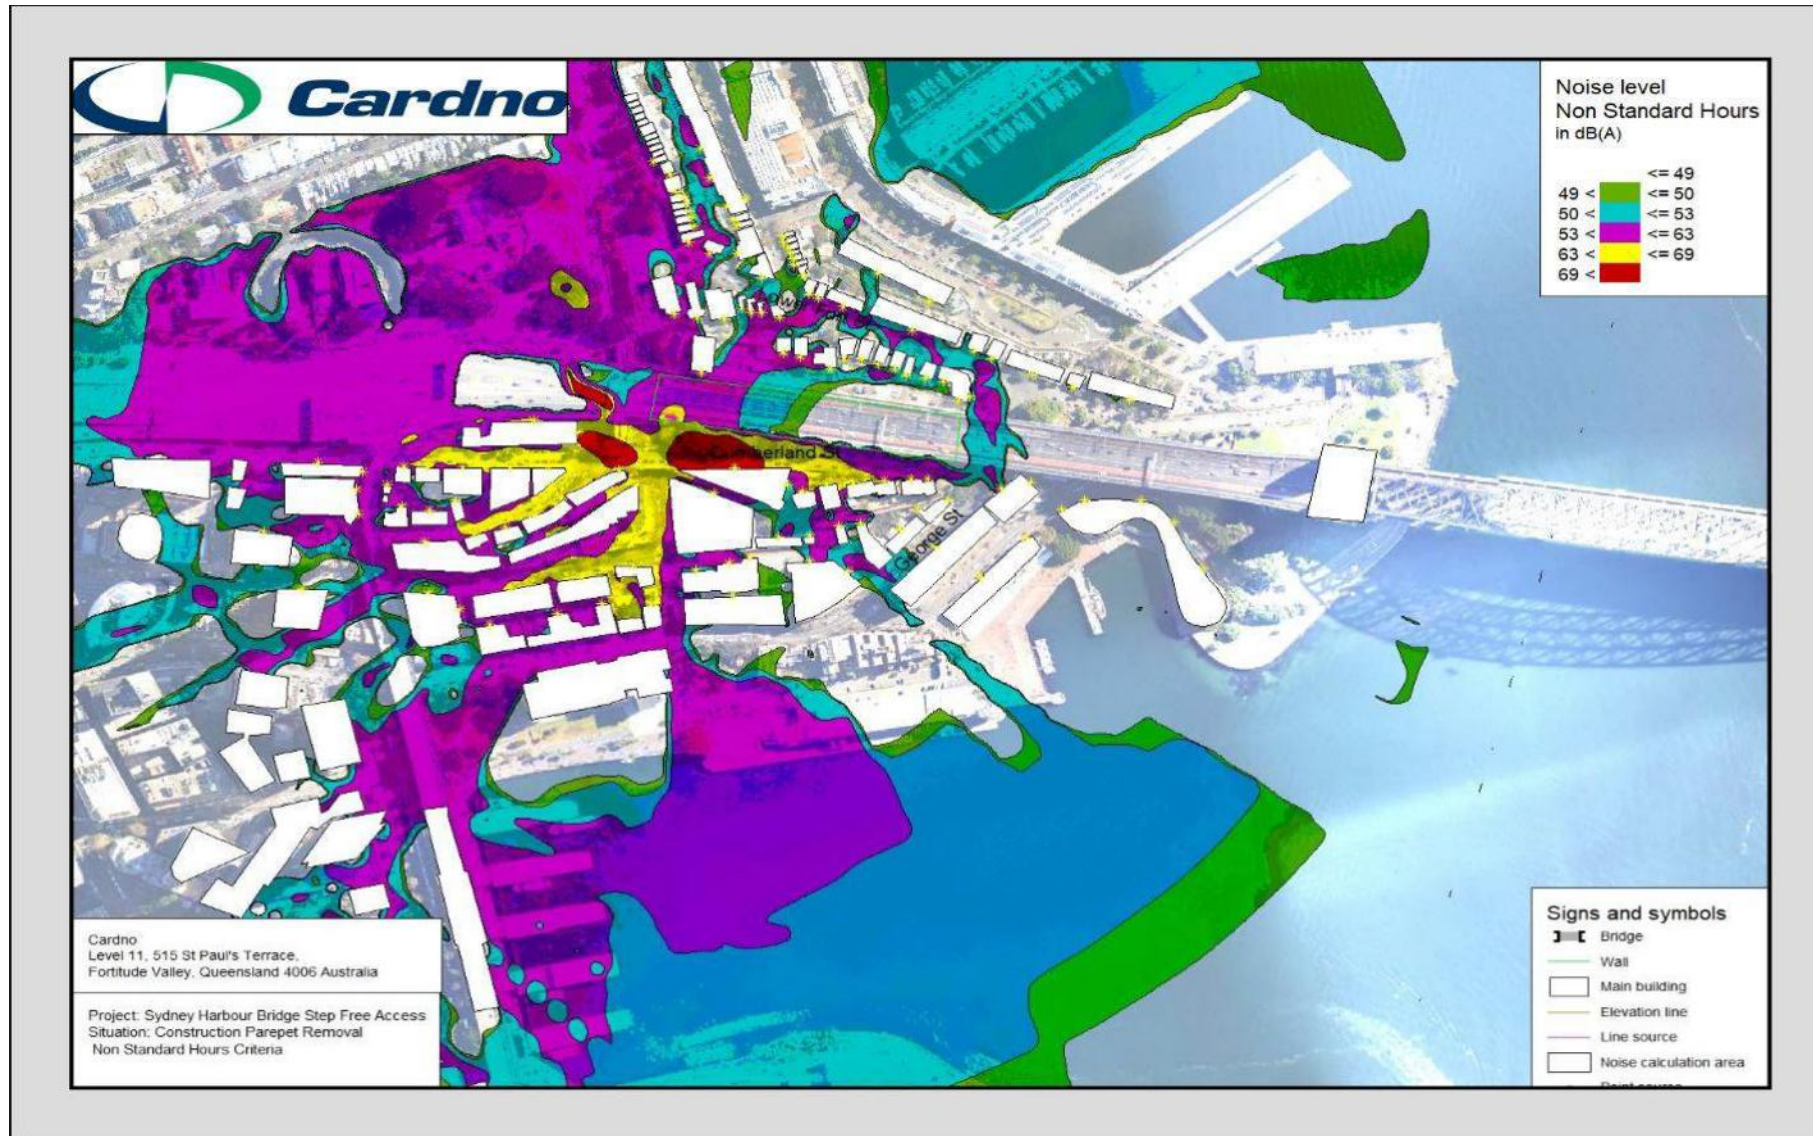 Cardno
Noise level
Non Standard Hours
in dB(A)
<= 49
49 < <= 50
50 < <= 53
53 < <= 63
63 < <= 69
69 <
Cumberland St
George St
Signs and symbols
Bridge
Wall
Main building
Elevation line
Line source
Noise calculation area
Cardno
Level 11, 515 St Paul's Terrace,
Fortitude Valley, Queensland 4006 Australia
Project: Sydney Harbour Bridge Step Free Access
Situation: Construction Parepet Removal
Non Standard Hours Criteria